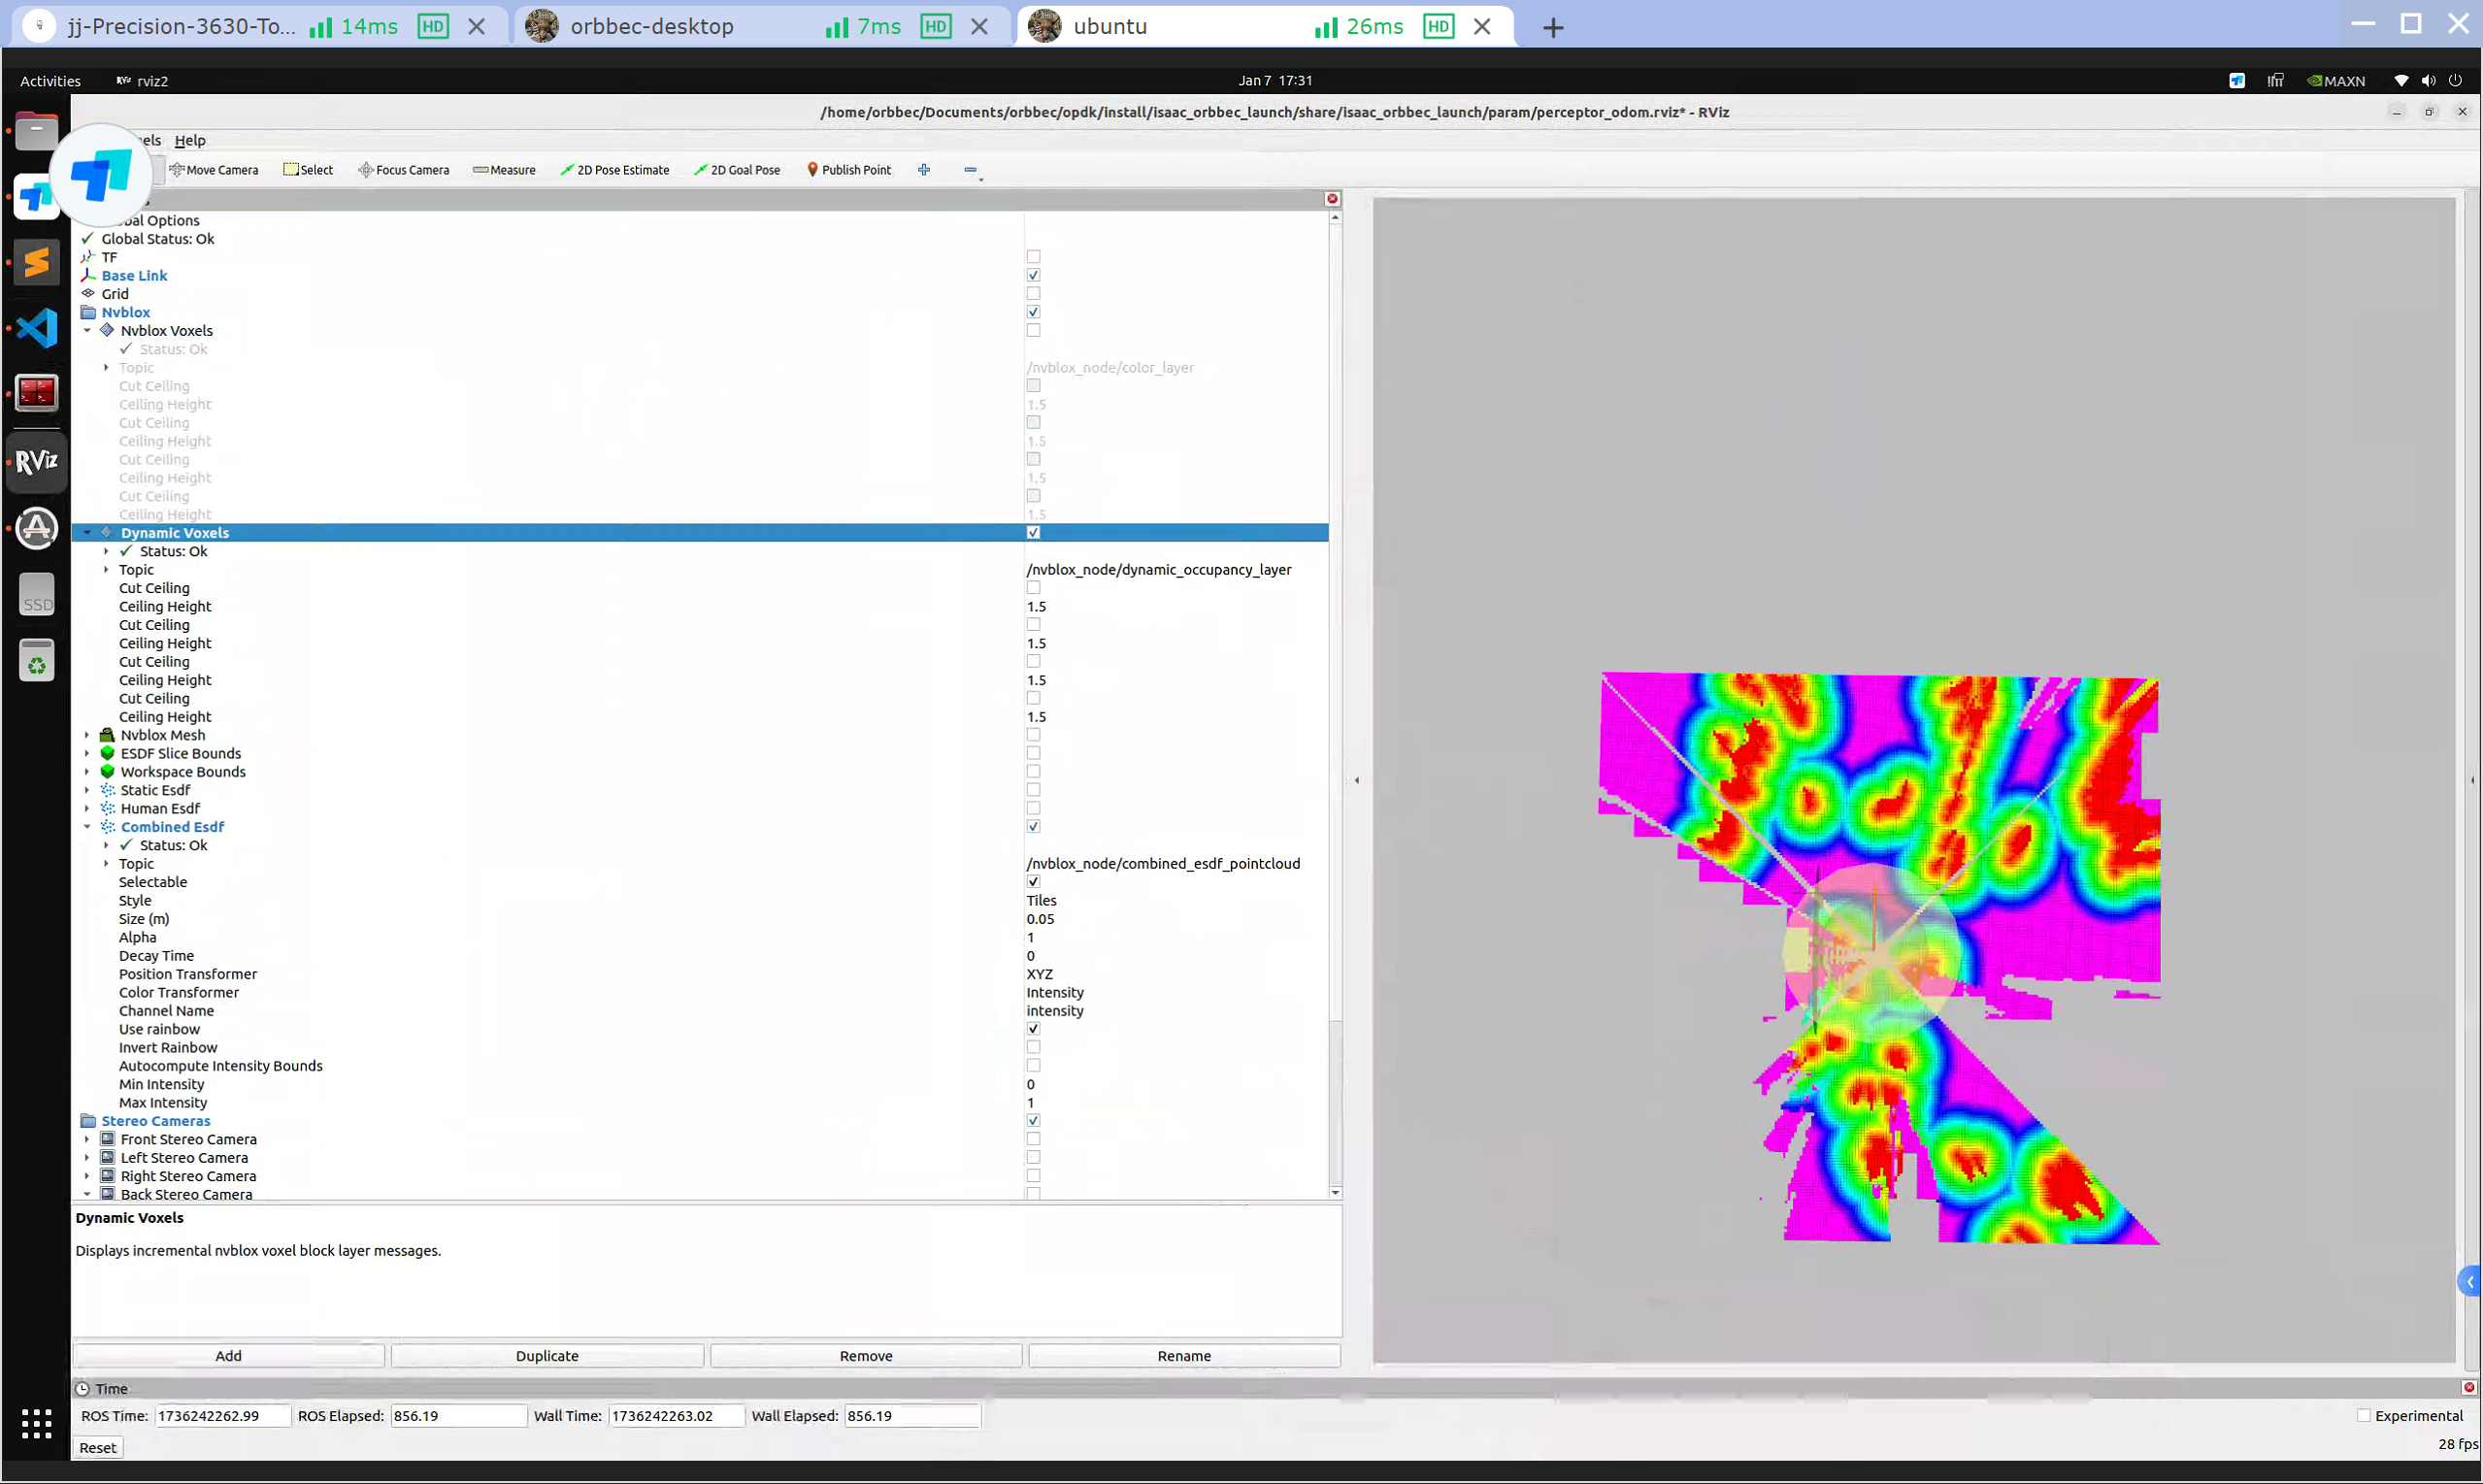 jj-Precision-3630-To... 14ms HD
orbbec-desktop 7ms HD
ubuntu 26ms HD
Activities RViz rviz2 Jan 7 17:31 MAXN
/home/orbbec/Documents/orbbec/opdk/install/isaac_orbbec_launch/share/isaac_orbbec_launch/param/perceptor_odom.rviz* - RViz
Help
Move Camera Select Focus Camera Measure 2D Pose Estimate 2D Goal Pose Publish Point
Options
Global Status: Ok
TF
Base Link
Grid
Nvblox
Nvblox Voxels
Status: Ok
Topic /nvblox_node/color_layer
Cut Ceiling
Ceiling Height 1.5
Cut Ceiling
Ceiling Height 1.5
Cut Ceiling
Ceiling Height 1.5
Cut Ceiling
Ceiling Height 1.5
Dynamic Voxels
Status: Ok
Topic /nvblox_node/dynamic_occupancy_layer
Cut Ceiling
Ceiling Height 1.5
Cut Ceiling
Ceiling Height 1.5
Cut Ceiling
Ceiling Height 1.5
Cut Ceiling
Ceiling Height 1.5
Nvblox Mesh
ESDF Slice Bounds
Workspace Bounds
Static Esdf
Human Esdf
Combined Esdf
Status: Ok
Topic /nvblox_node/combined_esdf_pointcloud
Selectable
Style Tiles
Size (m) 0.05
Alpha 1
Decay Time 0
Position Transformer XYZ
Color Transformer Intensity
Channel Name intensity
Use rainbow
Invert Rainbow
Autocompute Intensity Bounds
Min Intensity 0
Max Intensity 1
Stereo Cameras
Front Stereo Camera
Left Stereo Camera
Right Stereo Camera
Back Stereo Camera
RViz
SSD
Dynamic Voxels
Displays incremental nvblox voxel block layer messages.
Add Duplicate Remove Rename
Time
ROS Time: 1736242262.99 ROS Elapsed: 856.19 Wall Time: 1736242263.02 Wall Elapsed: 856.19 Experimental
Reset 28 fps